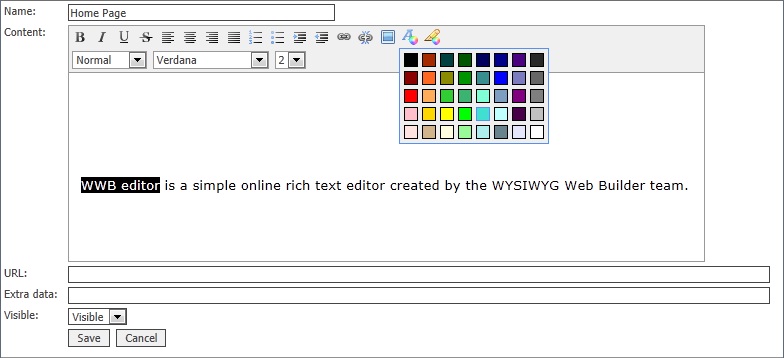 Name: Home Page
Content:
B I U S
Normal Verdana 2
WWB editor is a simple online rich text editor created by the WYSIWYG Web Builder team.
URL:
Extra data:
Visible: Visible
Save Cancel